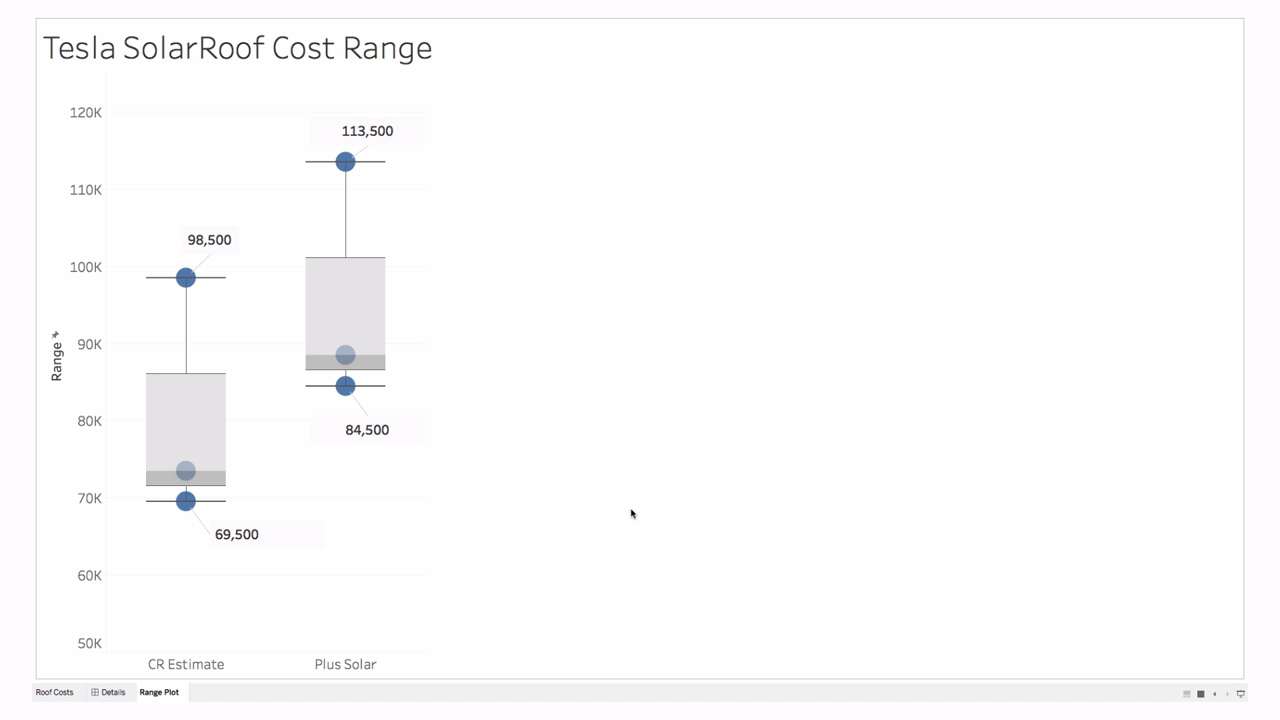 Tesla SolarRoof Cost Range
120K
113,500
110K
98,500
100K
Range
90K
80K
84,500
70K
69,500
60K
50K
CR Estimate
Plus Solar
Roof Costs
Details
Range Plot